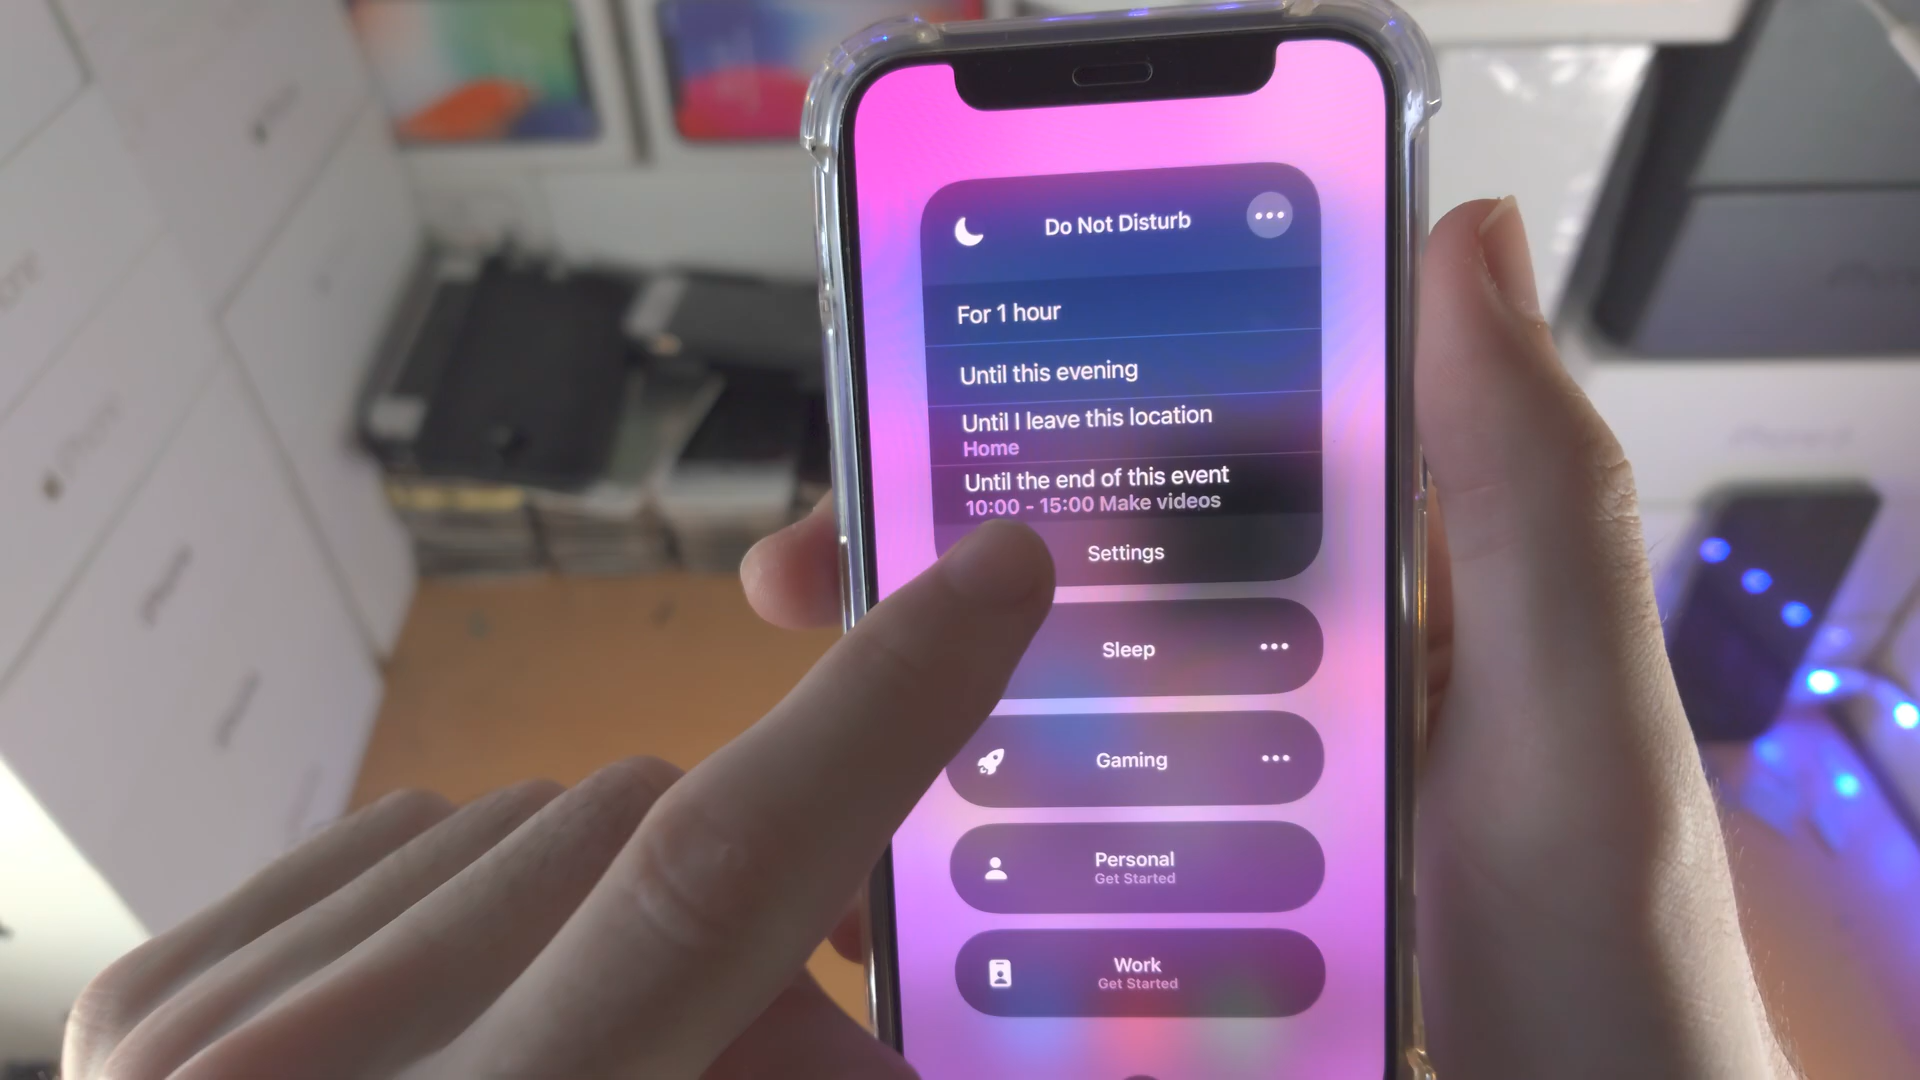 Do Not Disturb
For 1 hour
Until this evening
Until I leave this location
Home
Until the end of this event
10:00 - 15:00 Make videos
Settings
Sleep
Gaming
Personal
Get Started
Work
Get Started